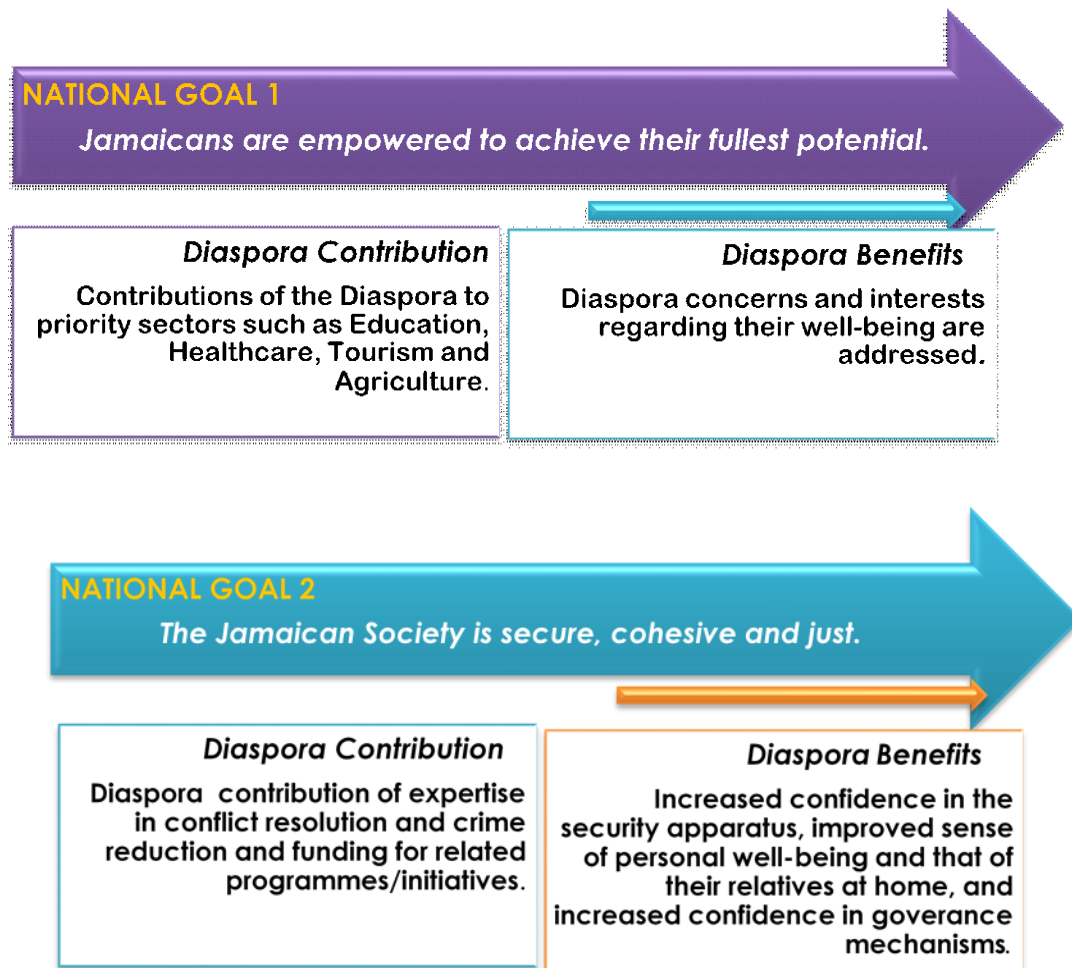 NATIONAL GOAL 1
Jamaicans are empowered to achieve their fullest potential.
Diaspora Contribution
Contributions of the Diaspora to
priority sectors such as Education,
Healthcare, Tourism and
Agriculture.
Diaspora Benefits
Diaspora concerns and interests
regarding their well-being are
addressed.
NATIONAL GOAL 2
The Jamaican Society is secure, cohesive and just.
Diaspora Contribution
Diaspora contribution of expertise
in conflict resolution and crime
reduction and funding for related
programmes/initiatives.
Diaspora Benefits
Increased confidence in the
security apparatus, improved sense
of personal well-being and that of
their relatives at home, and
increased confidence in goverance
mechanisms.